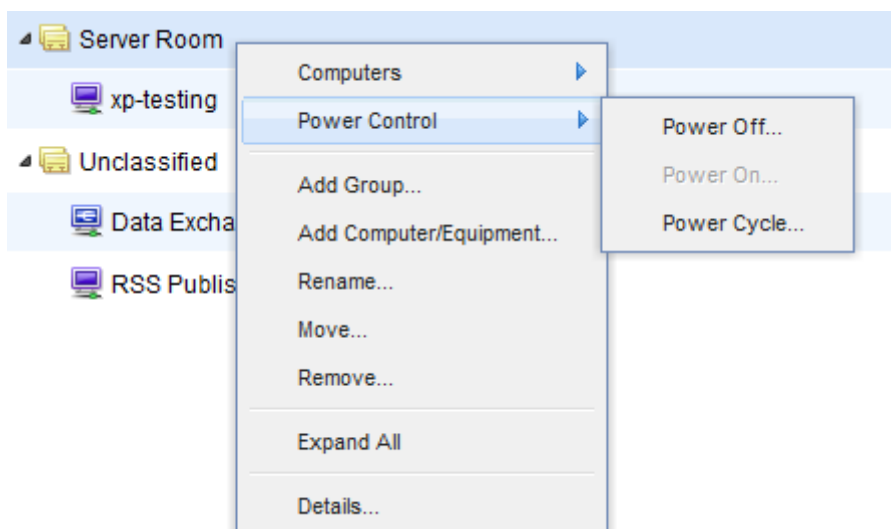 Server Room
xp-testing
Unclassified
Data Excha
RSS Publis
Computers
Power Control
Add Group...
Add Computer/Equipment...
Rename...
Move...
Remove...
Expand All
Details...
Power Off...
Power On...
Power Cycle...